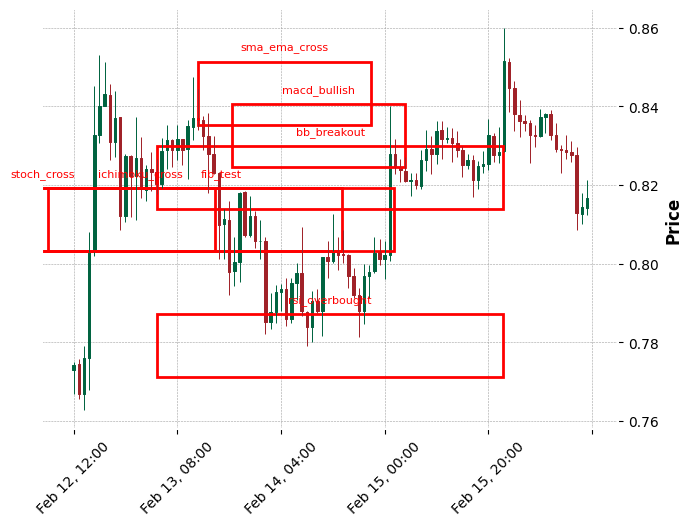 sma_ema_cross
macd_bullish
bb_breakout
stoch_cross
ichimoku_cross
fib_test
rsi_overbought
0.86
0.84
0.82
0.80
0.78
0.76
Price
Feb 12, 12:00
Feb 13, 08:00
Feb 14, 04:00
Feb 15, 00:00
Feb 15, 20:00